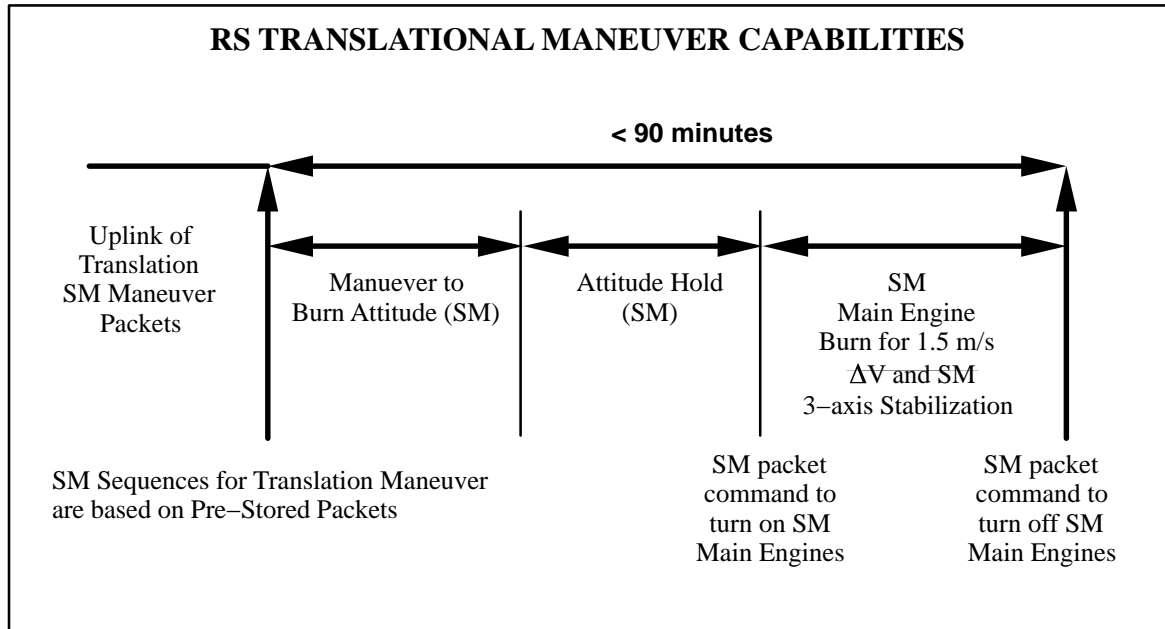 RS TRANSLATIONAL MANEUVER CAPABILITIES
< 90 minutes
Uplink of
Translation
SM Maneuver
Packets
Manuever to
Burn Attitude (SM)
Attitude Hold
(SM)
SM
Main Engine
Burn for 1.5 m/s
ΔV and SM
3−axis Stabilization
SM Sequences for Translation Maneuver
are based on Pre−Stored Packets
SM packet
command to
turn on SM
Main Engines
SM packet
command to
turn off SM
Main Engines